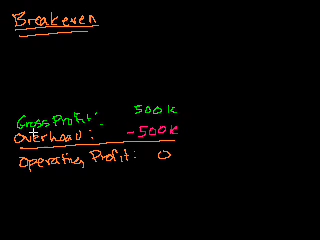 Breakeven
Gross Profit: 500k
Overhead: -500k
Operating Profit: 0